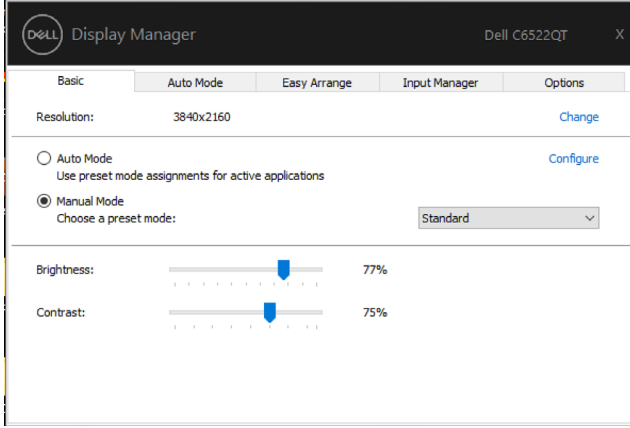 DELL Display Manager Dell C6522QT X
Basic Auto Mode Easy Arrange Input Manager Options
Resolution: 3840x2160 Change
Auto Mode Configure
Use preset mode assignments for active applications
Manual Mode
Choose a preset mode: Standard
Brightness: 77%
Contrast: 75%